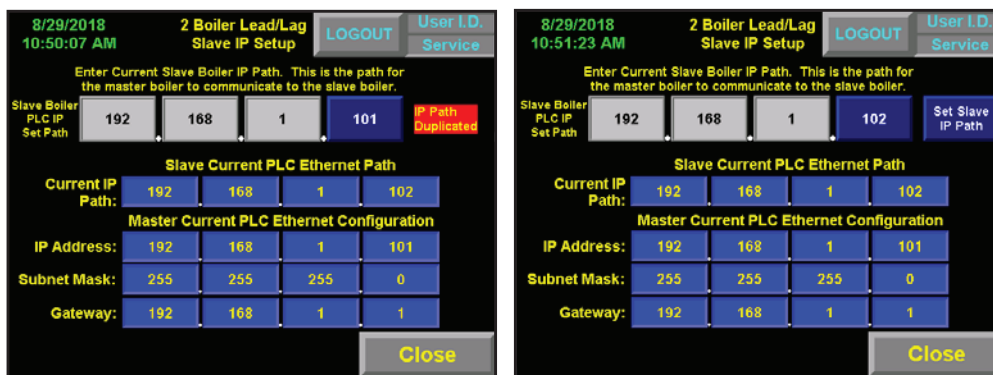 8/29/2018
10:50:07 AM
2 Boiler Lead/Lag
Slave IP Setup
LOGOUT
User I.D.
Service
Enter Current Slave Boiler IP Path. This is the path for
the master boiler to communicate to the slave boiler.
Slave Boiler
PLC IP
Set Path
192 . 168 . 1 . 101
IP Path
Duplicated
Slave Current PLC Ethernet Path
Current IP
Path:
192 . 168 . 1 . 102
Master Current PLC Ethernet Configuration
IP Address: 192 . 168 . 1 . 101
Subnet Mask: 255 . 255 . 255 . 0
Gateway: 192 . 168 . 1 . 1
Close
8/29/2018
10:51:23 AM
2 Boiler Lead/Lag
Slave IP Setup
LOGOUT
User I.D.
Service
Enter Current Slave Boiler IP Path. This is the path for
the master boiler to communicate to the slave boiler.
Slave Boiler
PLC IP
Set Path
192 . 168 . 1 . 102
Set Slave
IP Path
Slave Current PLC Ethernet Path
Current IP
Path:
192 . 168 . 1 . 102
Master Current PLC Ethernet Configuration
IP Address: 192 . 168 . 1 . 101
Subnet Mask: 255 . 255 . 255 . 0
Gateway: 192 . 168 . 1 . 1
Close